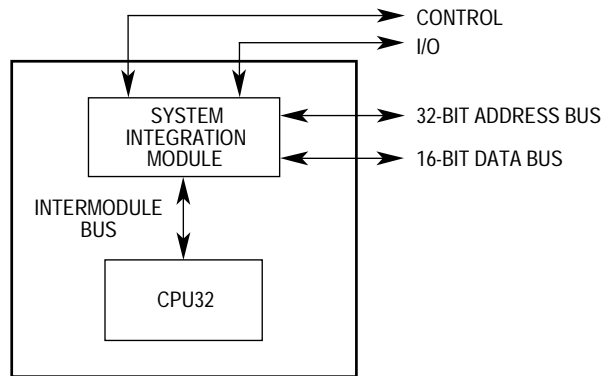 CONTROL
I/O
SYSTEM
INTEGRATION
MODULE
32-BIT ADDRESS BUS
16-BIT DATA BUS
INTERMODULE
BUS
CPU32